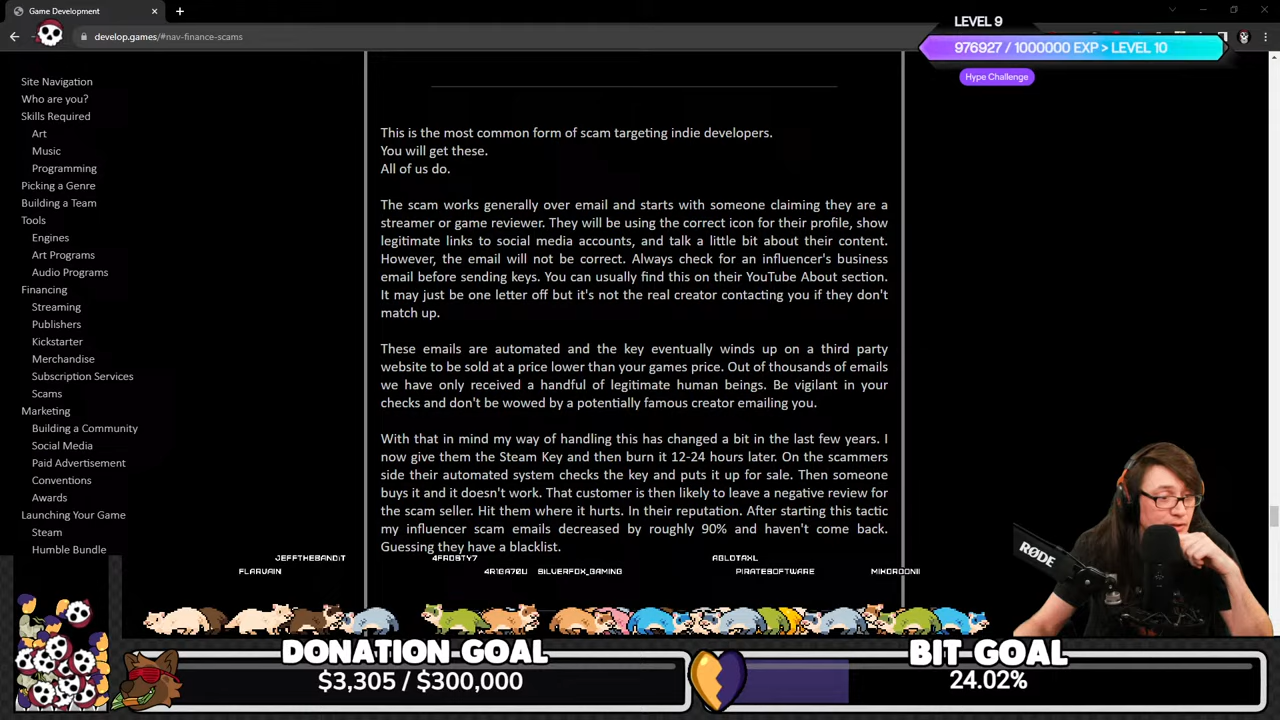 Game Development
LEVEL 9
develop.games/#nav-finance-scams
976927 / 1000000 EXP > LEVEL 10
Hype Challenge
Site Navigation
Who are you?
Skills Required
Art
Music
Programming
Picking a Genre
Building a Team
Tools
Engines
Art Programs
Audio Programs
Financing
Streaming
Publishers
Kickstarter
Merchandise
Subscription Services
Scams
Marketing
Building a Community
Social Media
Paid Advertisement
Conventions
Awards
Launching Your Game
Steam
Humble Bundle
This is the most common form of scam targeting indie developers.
You will get these.
All of us do.
The scam works generally over email and starts with someone claiming they are a
streamer or game reviewer. They will be using the correct icon for their profile, show
legitimate links to social media accounts, and talk a little bit about their content.
However, the email will not be correct. Always check for an influencer's business
email before sending keys. You can usually find this on their YouTube About section.
It may just be one letter off but it's not the real creator contacting you if they don't
match up.
These emails are automated and the key eventually winds up on a third party
website to be sold at a price lower than your games price. Out of thousands of emails
we have only received a handful of legitimate human beings. Be vigilant in your
checks and don't be wowed by a potentially famous creator emailing you.
With that in mind my way of handling this has changed a bit in the last few years. I
now give them the Steam Key and then burn it 12-24 hours later. On the scammers
side their automated system checks the key and puts it up for sale. Then someone
buys it and it doesn't work. That customer is then likely to leave a negative review for
the scam seller. Hit them where it hurts. In their reputation. After starting this tactic
my influencer scam emails decreased by roughly 90% and haven't come back.
Guessing they have a blacklist.
RØDE
JEFFTHEBANDIT
4FROSTY7
FLARVAIN
SILVERFOX_GAMING
PIRATESOFTWARE
DONATION GOAL
$3,305 / $300,000
BIT GOAL
24.02%